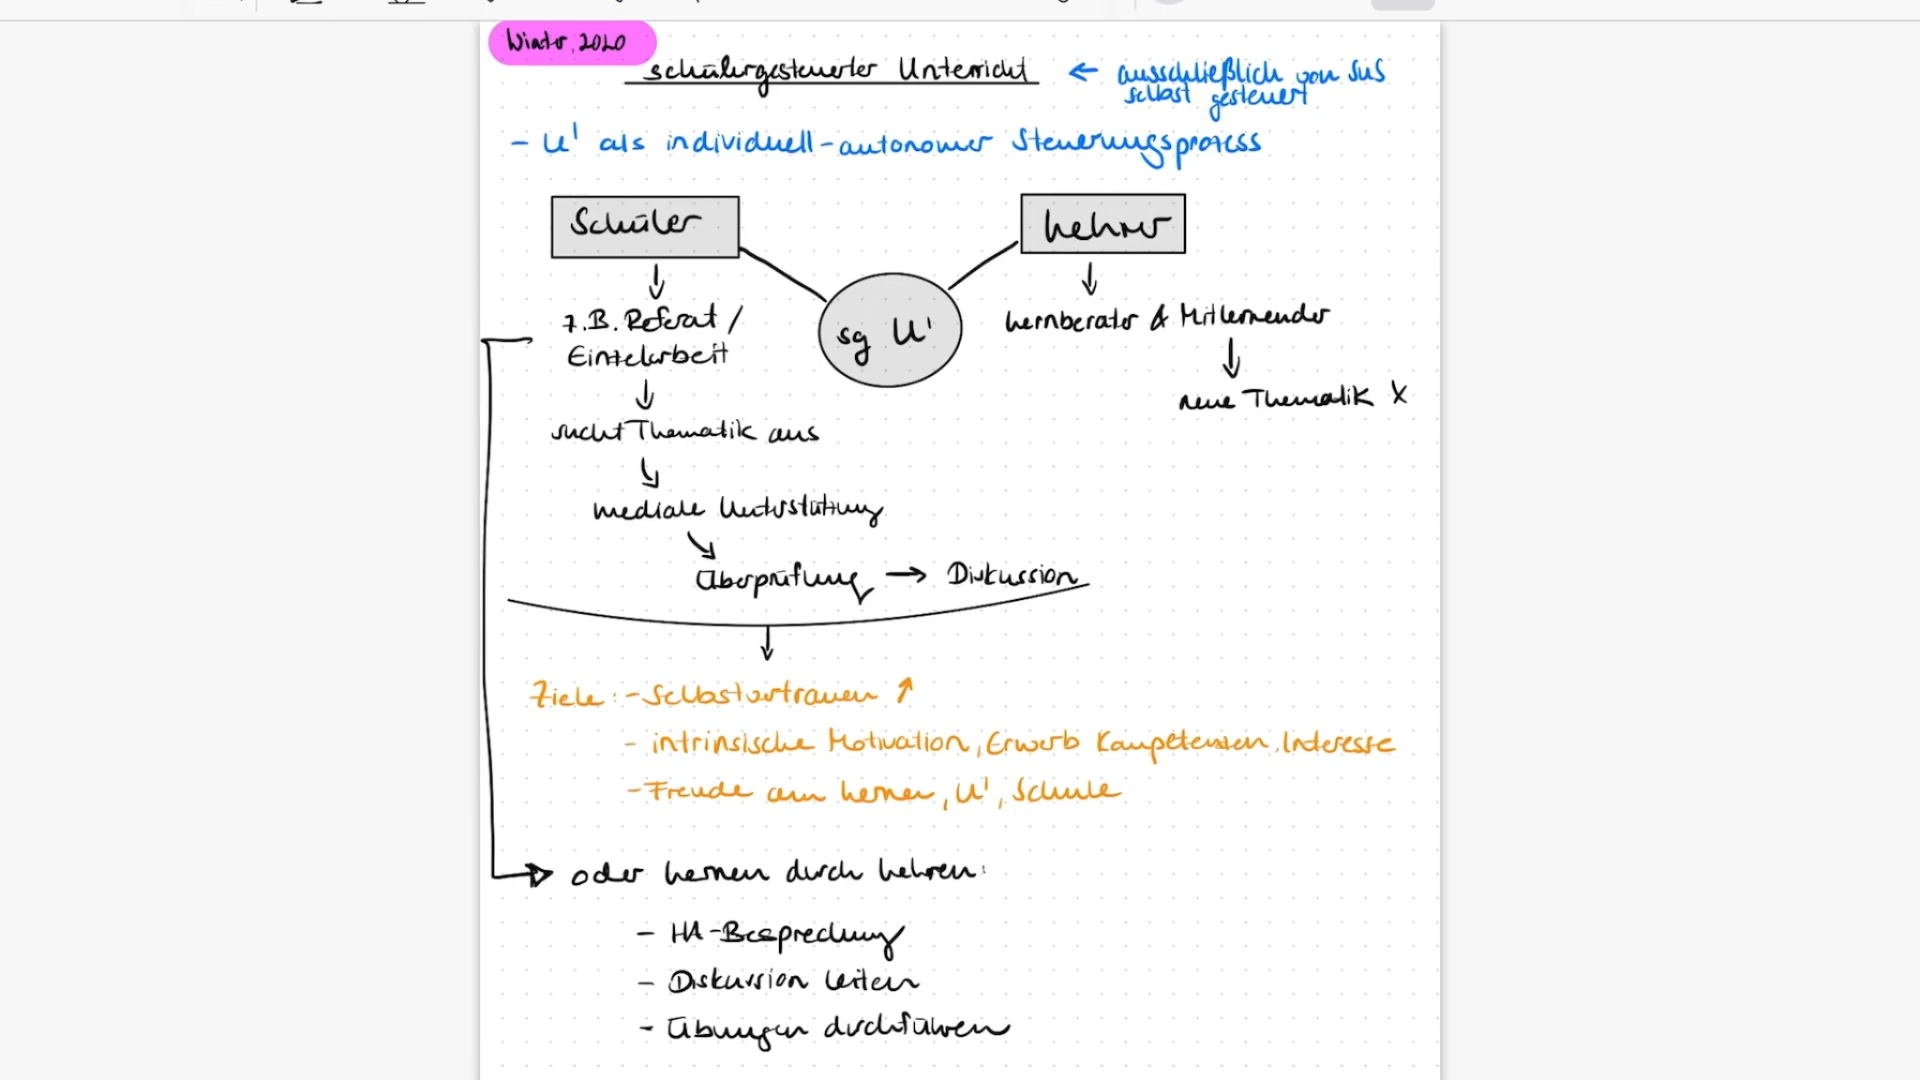 Winter, 2020
schülergesteuerter Unterricht ← ausschließlich von SuS
selbst gesteuert
- U' als individuell-autonomer Steuerungsprozess
Schüler
Lehrer
sg U'
z.B. Referat /
Einzelarbeit
Lernberater & Mitlernender
neue Thematik X
sucht Thematik aus
mediale Unterstützung
Überprüfung → Diskussion
Ziele: - Selbstvertrauen ↑
- intrinsische Motivation, Erwerb Kompetenzen, Interesse
- Freude am Lernen, U', Schule
oder Lernen durch Lehren:
- HA-Besprechung
- Diskussion leiten
- Übungen durchführen